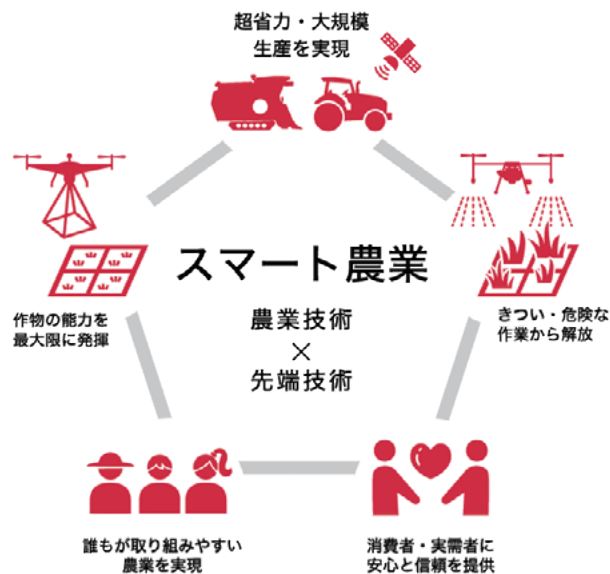 超省力・大規模
生産を実現
スマート農業
農業技術
×
先端技術
作物の能力を
最大限に発揮
きつい・危険な
作業から解放
誰もが取り組みやすい
農業を実現
消費者・実需者に
安心と信頼を提供